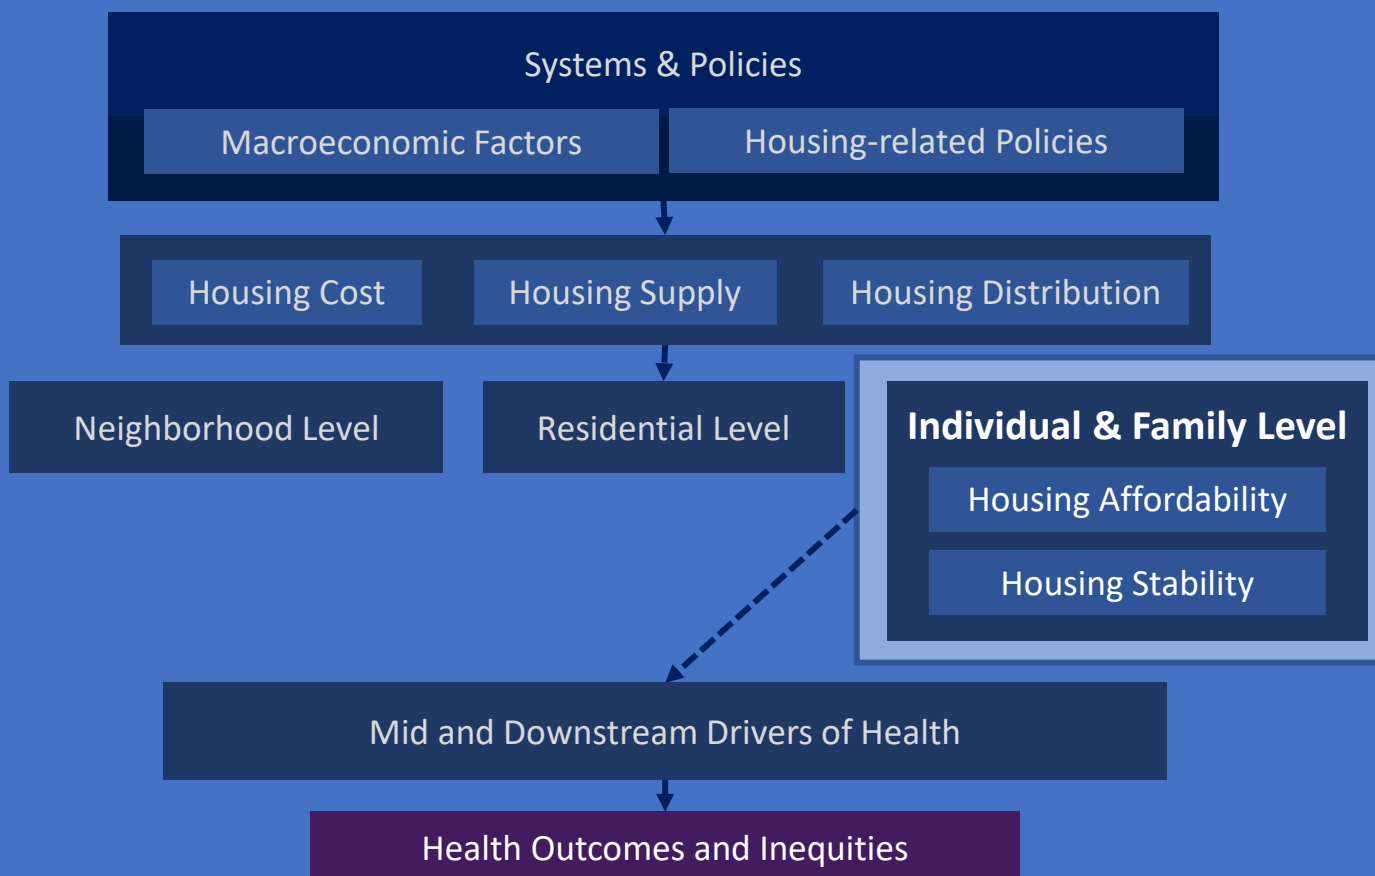 Systems & Policies
Macroeconomic Factors
Housing-related Policies
Housing Cost
Housing Supply
Housing Distribution
Neighborhood Level
Residential Level
Individual & Family Level
Housing Affordability
Housing Stability
Mid and Downstream Drivers of Health
Health Outcomes and Inequities